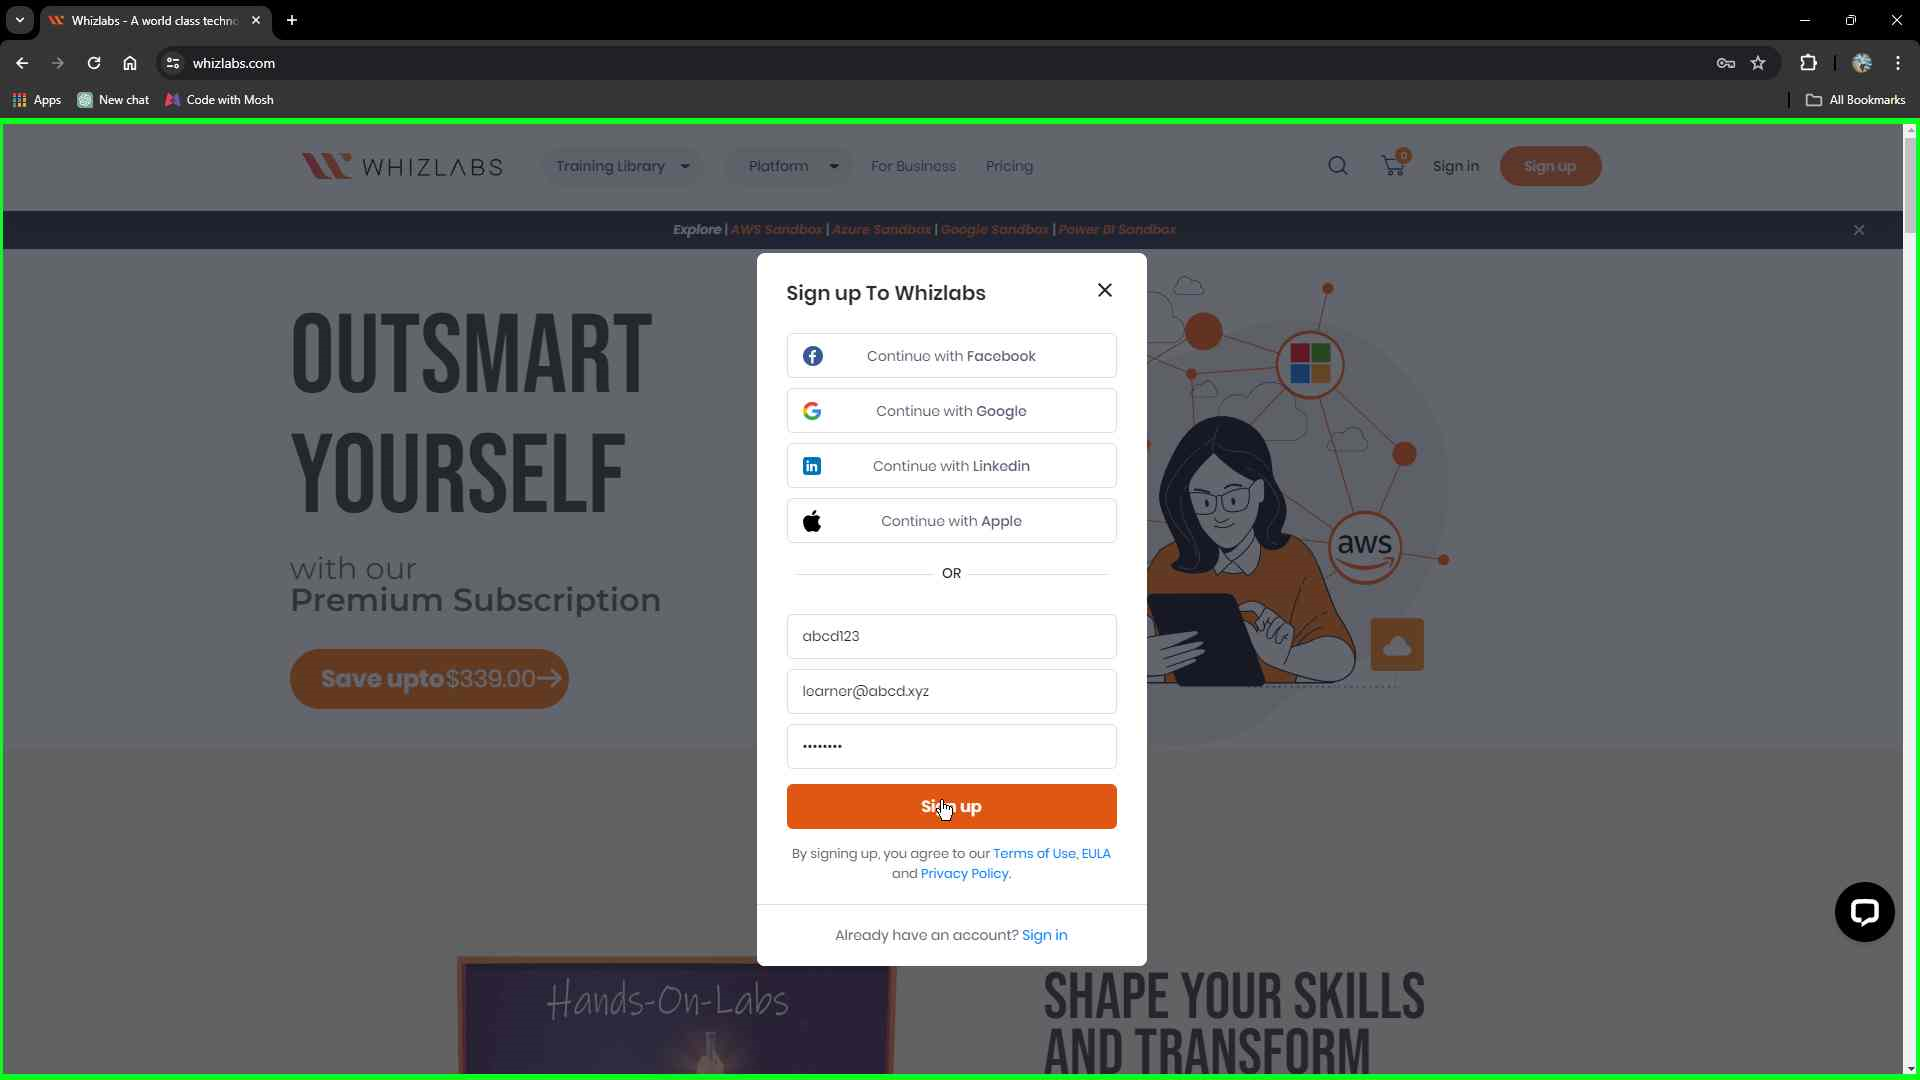 Whizlabs - A world class techno
whizlabs.com
Apps
New chat
Code with Mosh
All Bookmarks
WHIZLABS
Training Library
Platform
For Business
Pricing
0
Sign in
Sign up
Explore | AWS Sandbox | Azure Sandbox | Google Sandbox | Power BI Sandbox
OUTSMART
YOURSELF
with our
Premium Subscription
Save upto $339.00
aws
Sign up To Whizlabs
Continue with Facebook
Continue with Google
Continue with Linkedin
Continue with Apple
OR
abcd123
learner@abcd.xyz
••••••••
Sign up
By signing up, you agree to our Terms of Use, EULA
and Privacy Policy.
Already have an account? Sign in
Hands-On-Labs
SHAPE YOUR SKILLS
AND TRANSFORM